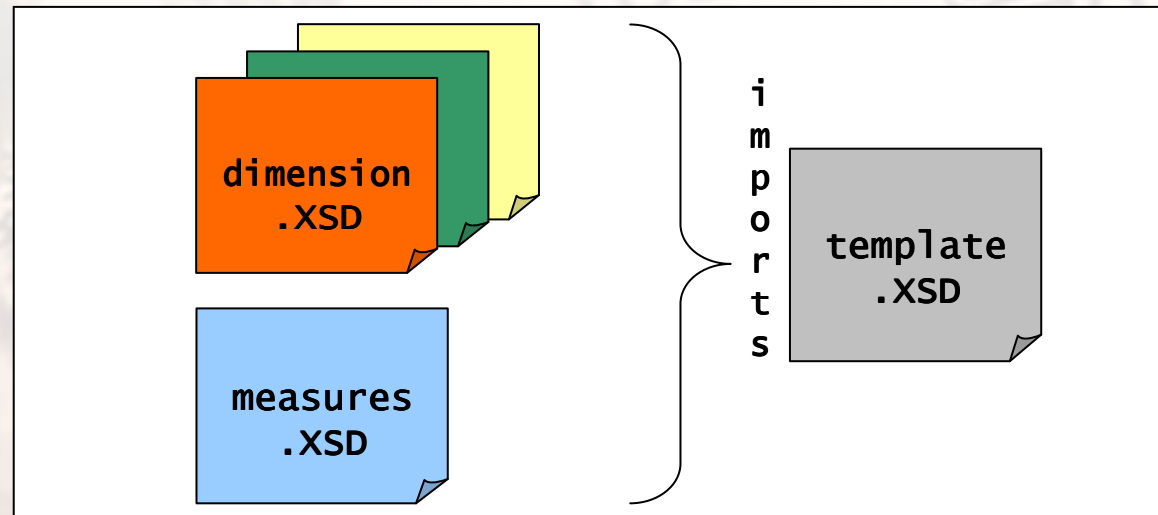 dimension
.XSD
measures
.XSD
imports
template
.XSD